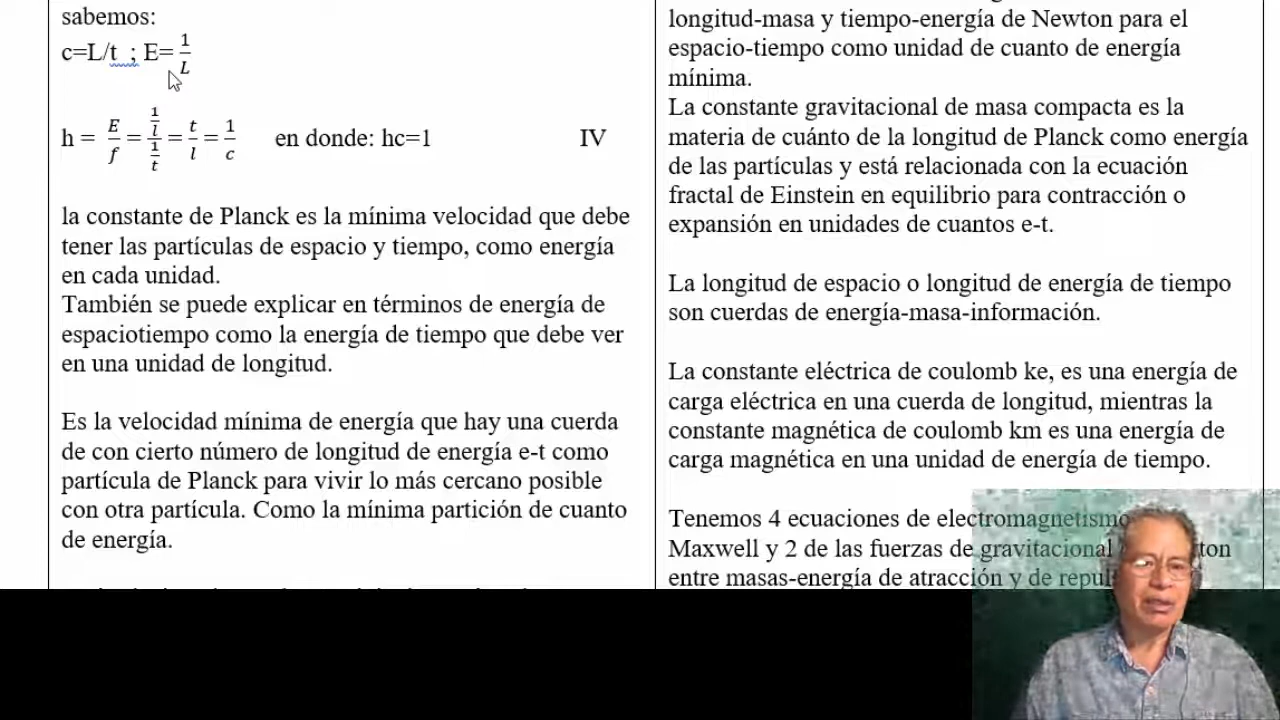 sabemos:
c=L/t ; E= 1/L
h = E/f = (1/l)/(1/t) = t/l = 1/c en donde: hc=1 IV
la constante de Planck es la mínima velocidad que debe
tener las partículas de espacio y tiempo, como energía
en cada unidad.
También se puede explicar en términos de energía de
espaciotiempo como la energía de tiempo que debe ver
en una unidad de longitud.
Es la velocidad mínima de energía que hay una cuerda
de con cierto número de longitud de energía e-t como
partícula de Planck para vivir lo más cercano posible
con otra partícula. Como la mínima partición de cuanto
de energía.
longitud-masa y tiempo-energía de Newton para el
espacio-tiempo como unidad de cuanto de energía
mínima.
La constante gravitacional de masa compacta es la
materia de cuánto de la longitud de Planck como energía
de las partículas y está relacionada con la ecuación
fractal de Einstein en equilibrio para contracción o
expansión en unidades de cuantos e-t.
La longitud de espacio o longitud de energía de tiempo
son cuerdas de energía-masa-información.
La constante eléctrica de coulomb ke, es una energía de
carga eléctrica en una cuerda de longitud, mientras la
constante magnética de coulomb km es una energía de
carga magnética en una unidad de energía de tiempo.
Tenemos 4 ecuaciones de electromagnetismo
Maxwell y 2 de las fuerzas de gravitacional
entre masas-energía de atracción y de